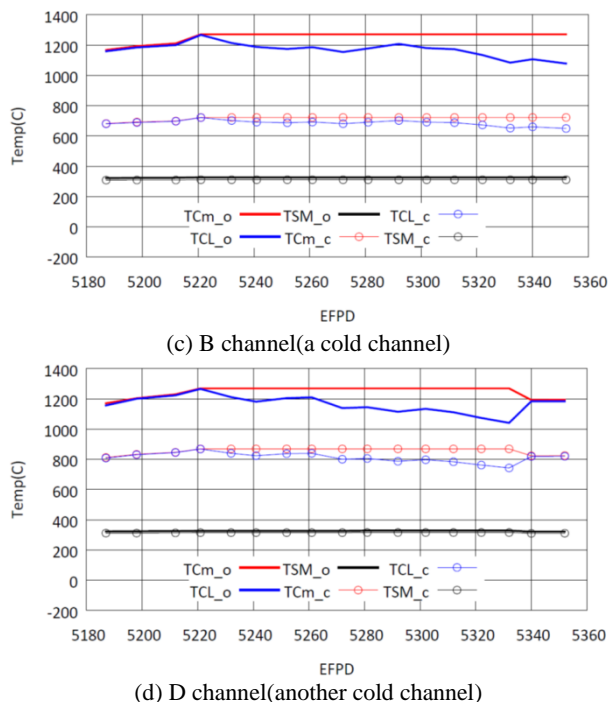 1400
1200
1000
800
600
400
200
0
-200
Temp(C)
TCm_o TSM_o TCL_c
TCL_o TCm_c TSM_c
5180 5200 5220 5240 5260 5280 5300 5320 5340 5360
EFPD
(c) B channel(a cold channel)
1400
1200
1000
800
600
400
200
0
-200
Temp(C)
TCm_o TSM_o TCL_c
TCL_o TCm_c TSM_c
5180 5200 5220 5240 5260 5280 5300 5320 5340 5360
EFPD
(d) D channel(another cold channel)